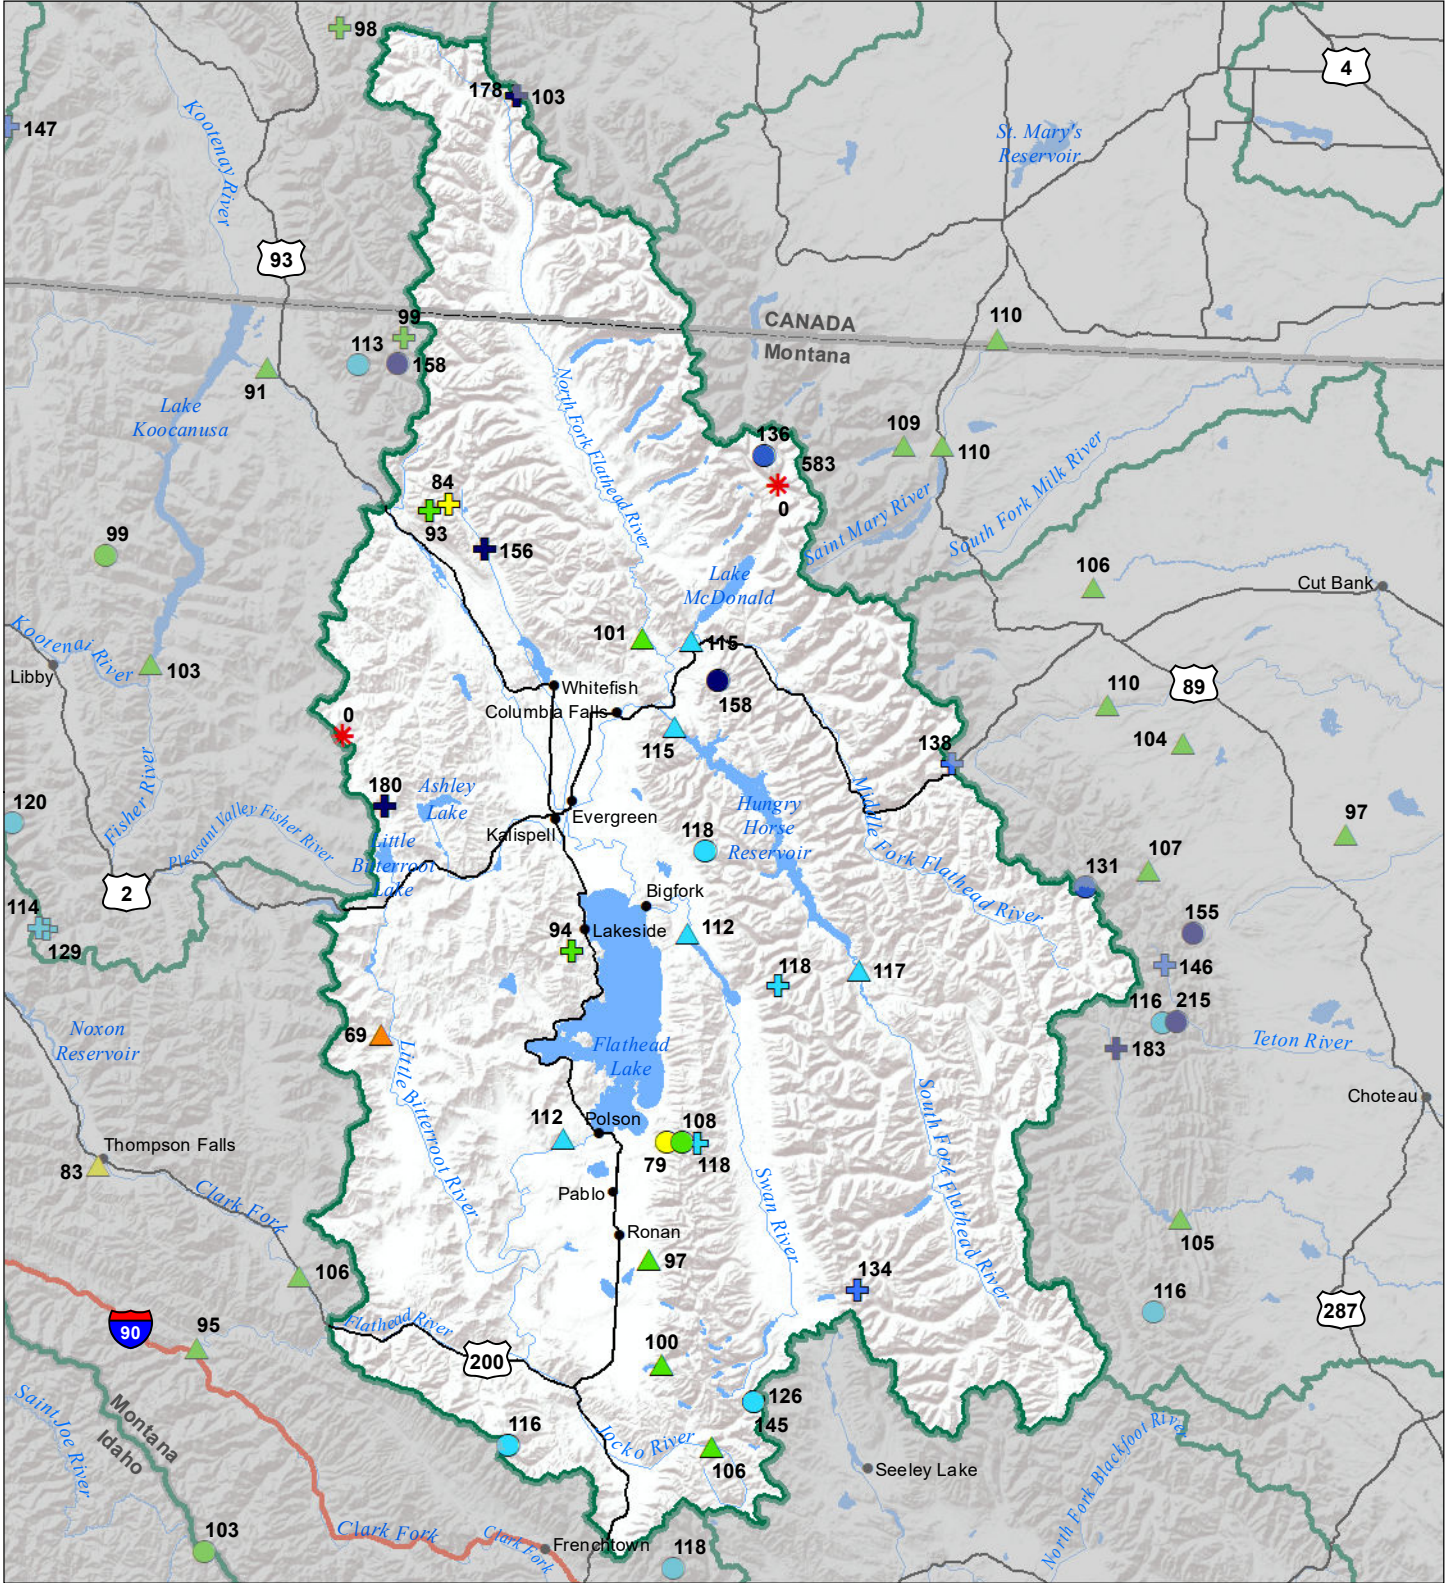 98
4
178
103
147
Kootenay River
St. Mary's
Reservoir
93
CANADA
Montana
99
113
158
110
91
Lake
Koocanusa
North Fork Flathead River
136
583
0
109
110
South Fork Milk River
Saint Mary River
84
93
156
99
Lake
McDonald
106
Cut Bank
Kootenai River
Libby
103
101
115
89
110
Whitefish
158
Columbia Falls
0
115
138
104
180
Ashley
Lake
120
Fisher River
Pleasant Valley Fisher River
Hungry
Horse
Reservoir
Middle Fork Flathead River
Evergreen
Kalispell
118
97
Little
Bitterroot
Lake
107
131
2
Bigfork
114
129
94
Lakeside
112
155
118
117
146
116
215
69
Noxon
Reservoir
Little Bitterroot River
Flathead
Lake
183
Teton River
South Fork Flathead River
Choteau
112
Polson
108
79
118
Thompson Falls
83
Clark Fork
Pablo
Swan River
Ronan
105
97
106
134
116
287
90
95
Flathead River
200
100
126
145
Saint Joe River
Montana
Idaho
116
Jocko River
106
Seeley Lake
North Fork Blackfoot River
103
Clark Fork
Clark Fork
Frenchtown
118